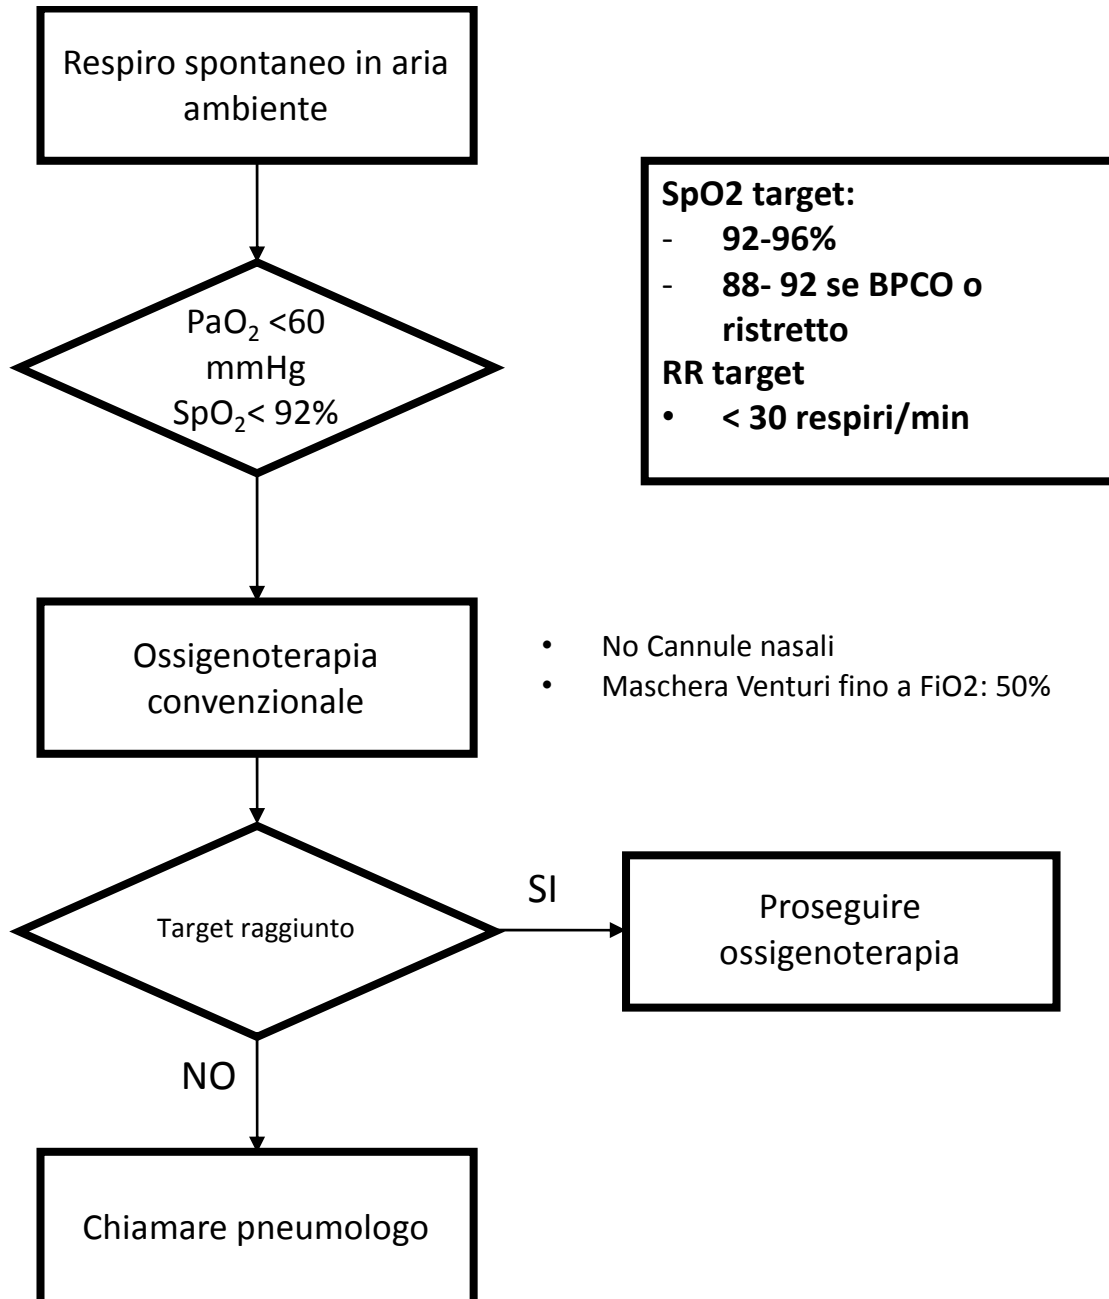 Respiro spontaneo in aria
ambiente
SpO2 target:
- 92-96%
- 88- 92 se BPCO o
ristretto
RR target
• < 30 respiri/min
PaO₂ <60
mmHg
SpO₂< 92%
Ossigenoterapia
convenzionale
• No Cannule nasali
• Maschera Venturi fino a FiO2: 50%
Target raggiunto
SI
Proseguire
ossigenoterapia
NO
Chiamare pneumologo